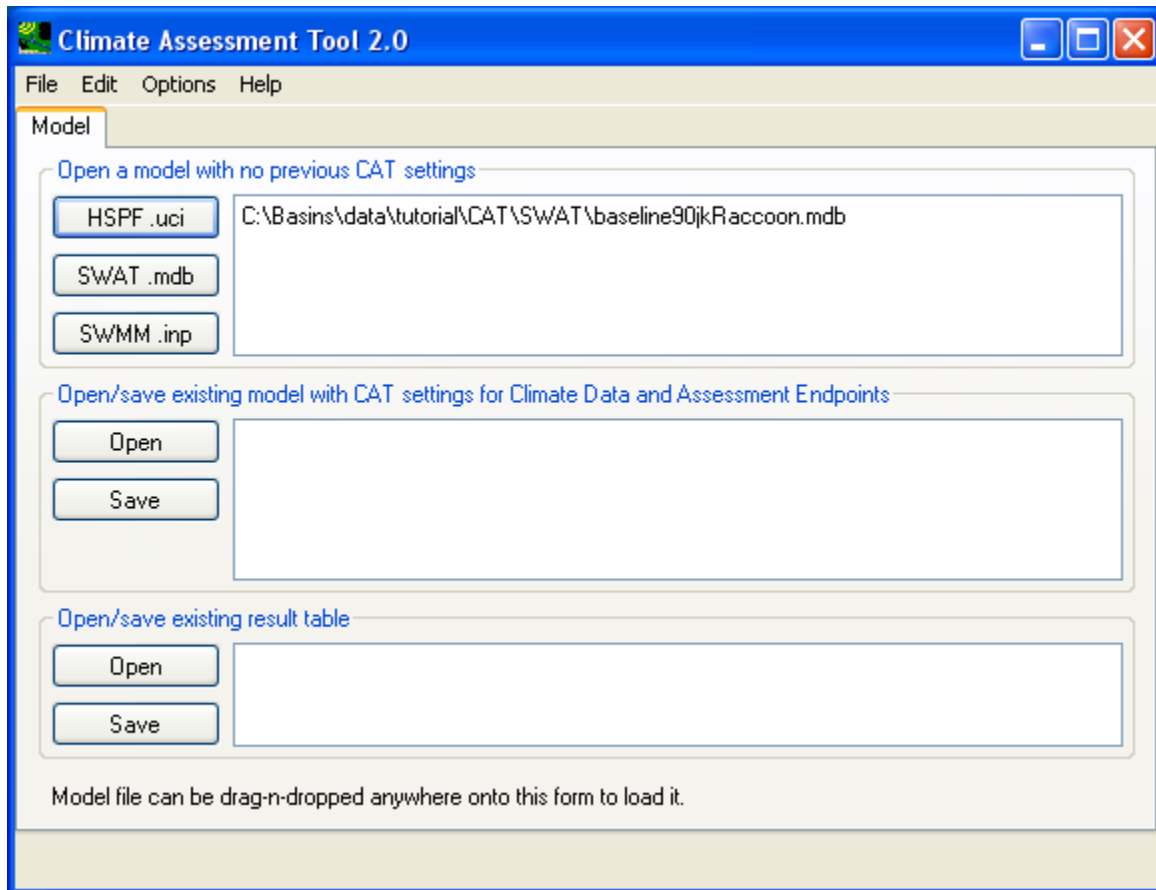 Climate Assessment Tool 2.0
File Edit Options Help
Model
Open a model with no previous CAT settings
HSPF .uci
C:\Basins\data\tutorial\CAT\SWAT\baseline90jkRaccoon.mdb
SWAT .mdb
SWMM .inp
Open/save existing model with CAT settings for Climate Data and Assessment Endpoints
Open
Save
Open/save existing result table
Open
Save
Model file can be drag-n-dropped anywhere onto this form to load it.